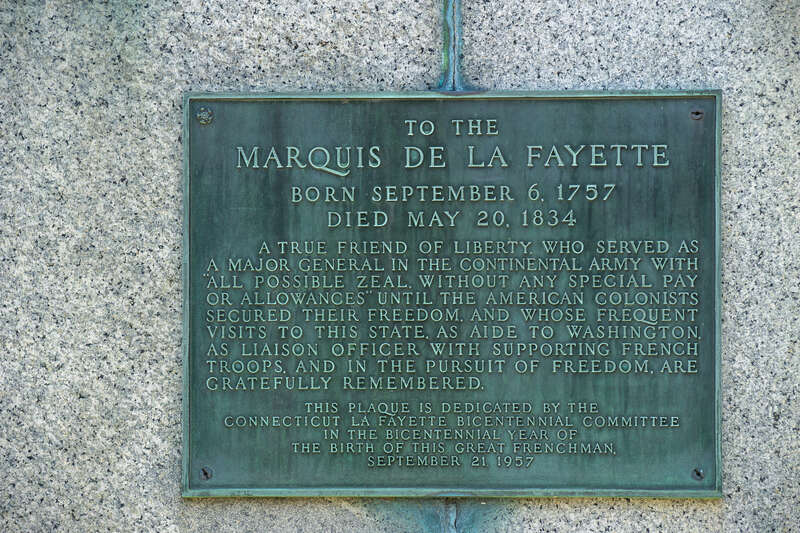 TO THE
MARQUIS DE LA FAYETTE
BORN SEPTEMBER 6, 1757
DIED MAY 20, 1834
A TRUE FRIEND OF LIBERTY, WHO SERVED AS
A MAJOR GENERAL IN THE CONTINENTAL ARMY WITH
"ALL POSSIBLE ZEAL, WITHOUT ANY SPECIAL PAY
OR ALLOWANCES" UNTIL THE AMERICAN COLONISTS
SECURED THEIR FREEDOM, AND WHOSE FREQUENT
VISITS TO THIS STATE, AS AIDE TO WASHINGTON,
AS LIAISON OFFICER WITH SUPPORTING FRENCH
TROOPS, AND IN THE PURSUIT OF FREEDOM, ARE
GRATEFULLY REMEMBERED.
THIS PLAQUE IS DEDICATED BY THE
CONNECTICUT LA FAYETTE BICENTENNIAL COMMITTEE
IN THE BICENTENNIAL YEAR OF
THE BIRTH OF THIS GREAT FRENCHMAN,
SEPTEMBER 21 1957